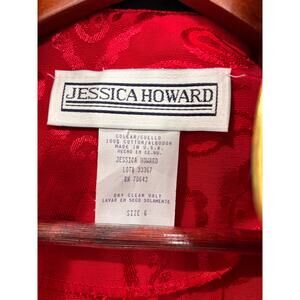 JESSICA HOWARD
COLLAR/CUELLO
100% COTTON/ALGODON
MADE IN U.S.A.
HECHO EN EE.UU.
JESSICA HOWARD
LOT# 33367
RN 70643
DRY CLEAN ONLY
LAVAR EN SECO SOLAMENTE
SIZE 6